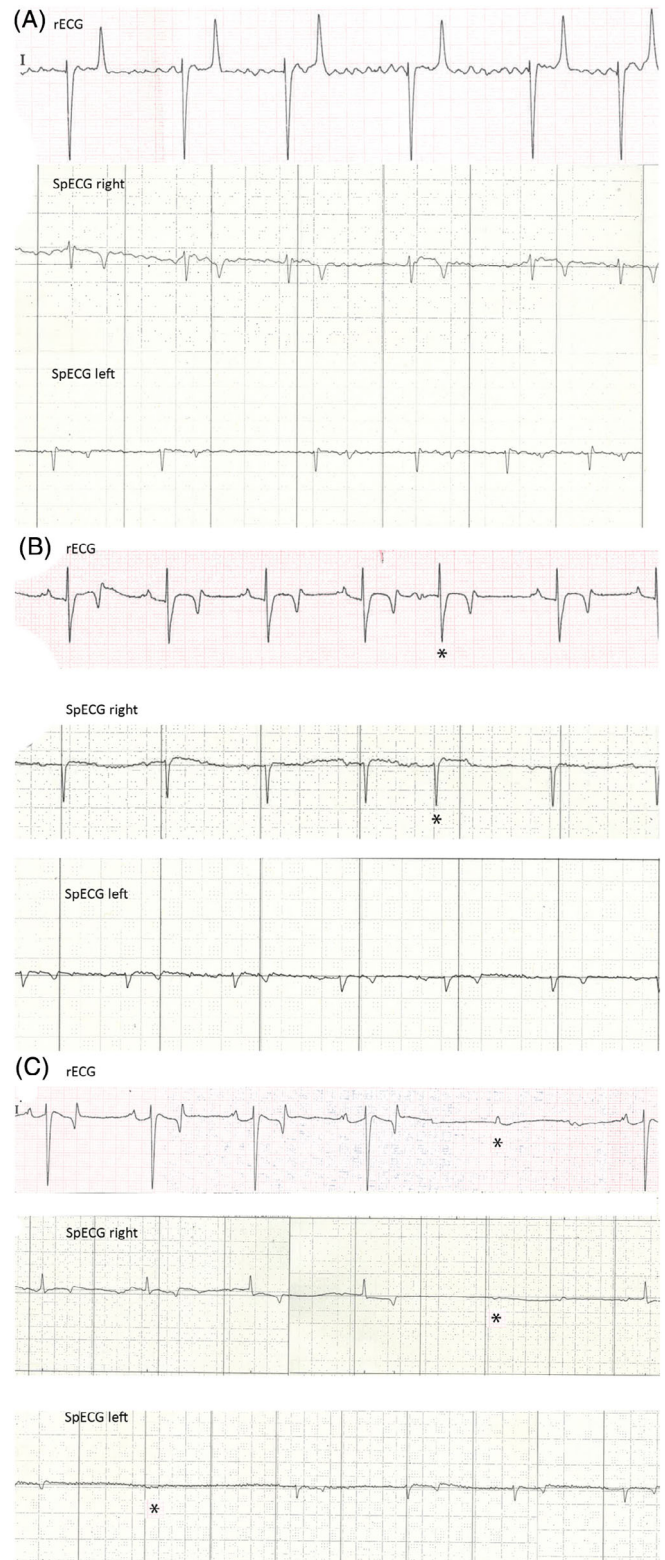 (A)
rECG
I
SpECG right
SpECG left
(B)
rECG
*
SpECG right
*
SpECG left
(C)
rECG
I
*
SpECG right
*
SpECG left
*